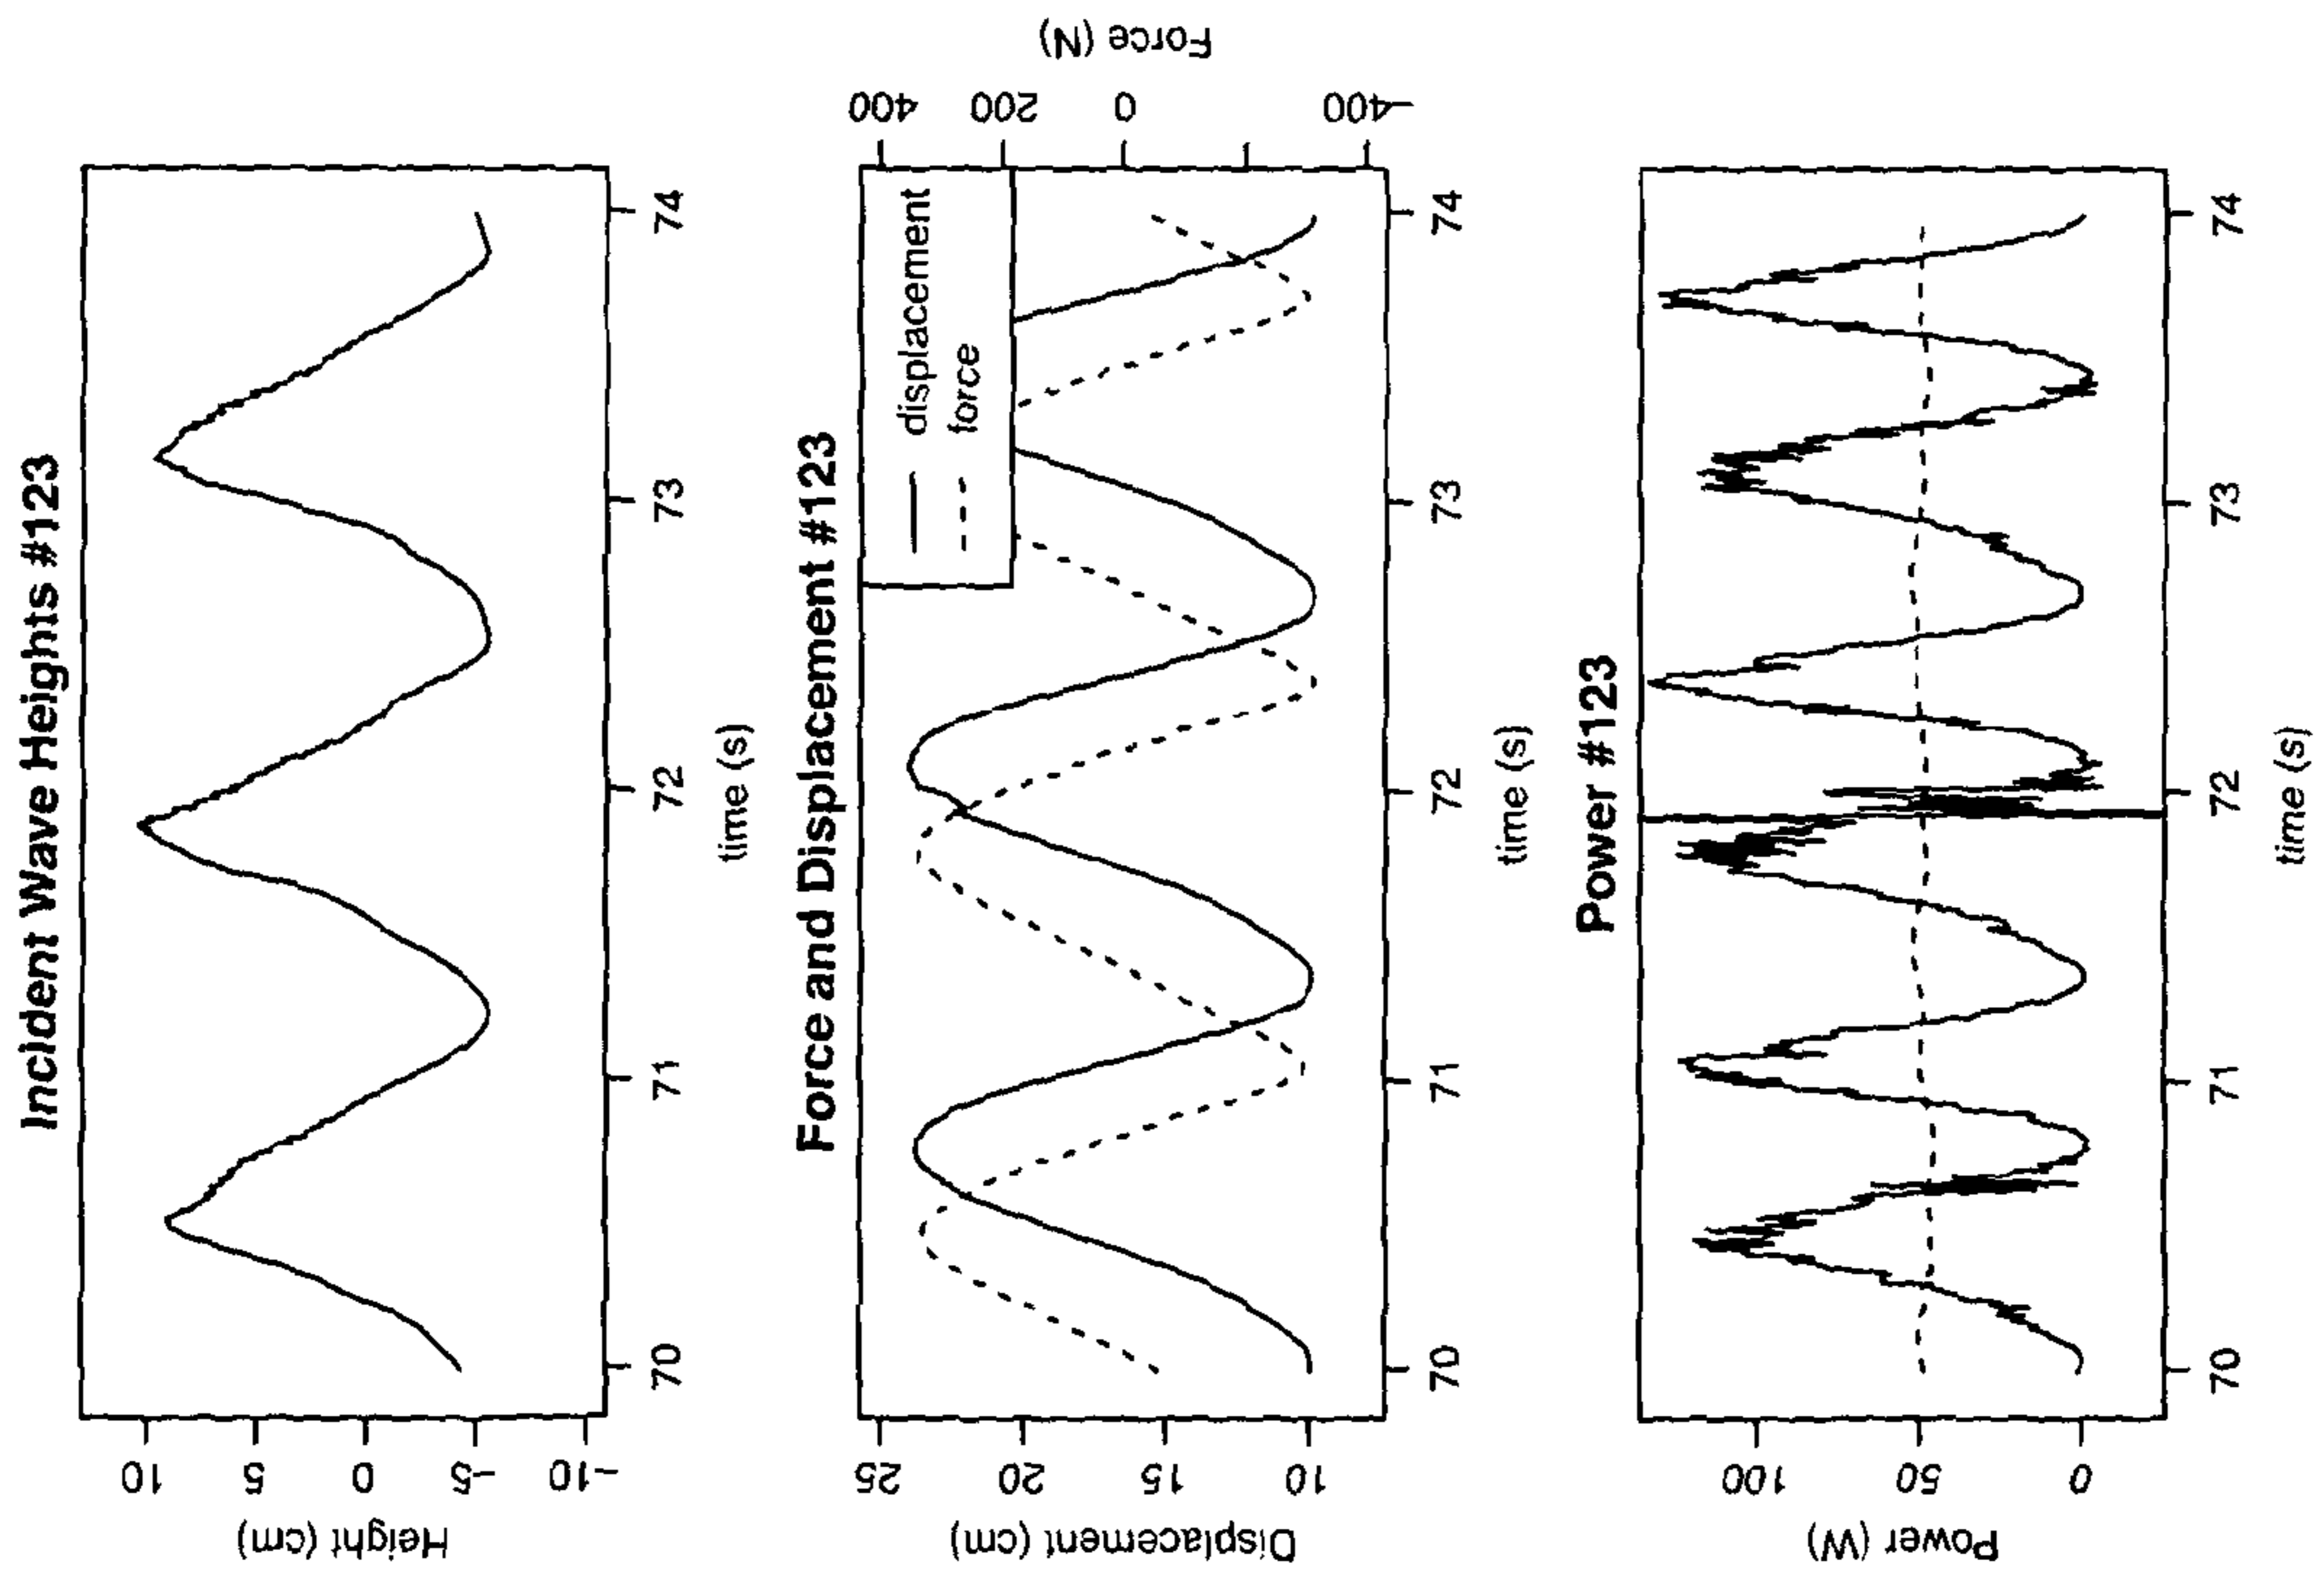 Incident Wave Heights #123
Height (cm)
10
5
0
-5
-10
70
71
72
73
74
time (s)
Force and Displacement #123
displacement
force
Displacement (cm)
25
20
15
10
Force (N)
400
200
0
-400
70
71
72
73
74
time (s)
Power #123
Power (W)
100
50
0
70
71
72
73
74
time (s)